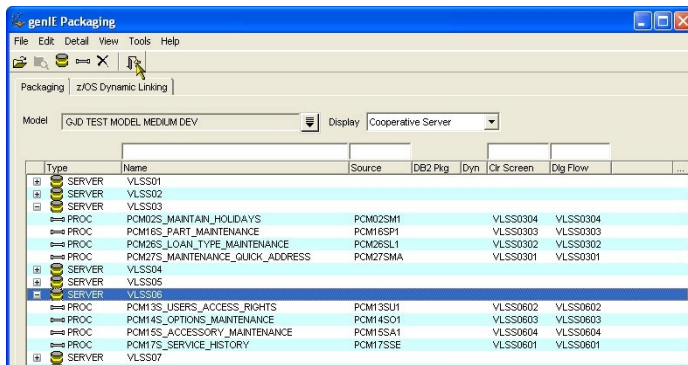 genIE Packaging
File Edit Detail View Tools Help
Packaging z/OS Dynamic Linking
Model GJD TEST MODEL MEDIUM DEV Display Cooperative Server
Type Name Source DB2 Pkg Dyn Clr Screen Dlg Flow ...
SERVER VLSS01
SERVER VLSS02
SERVER VLSS03
PROC PCM02S_MAINTAIN_HOLIDAYS PCM02SM1 VLSS0304 VLSS0304
PROC PCM16S_PART_MAINTENANCE PCM16SP1 VLSS0303 VLSS0303
PROC PCM26S_LOAN_TYPE_MAINTENANCE PCM26SL1 VLSS0302 VLSS0302
PROC PCM27S_MAINTENANCE_QUICK_ADDRESS PCM27SMA VLSS0301 VLSS0301
SERVER VLSS04
SERVER VLSS05
SERVER VLSS06
PROC PCM13S_USERS_ACCESS_RIGHTS PCM13SU1 VLSS0602 VLSS0602
PROC PCM14S_OPTIONS_MAINTENANCE PCM14SO1 VLSS0603 VLSS0603
PROC PCM15S_ACCESSORY_MAINTENANCE PCM15SA1 VLSS0604 VLSS0604
PROC PCM17S_SERVICE_HISTORY PCM17SSE VLSS0601 VLSS0601
SERVER VLSS07